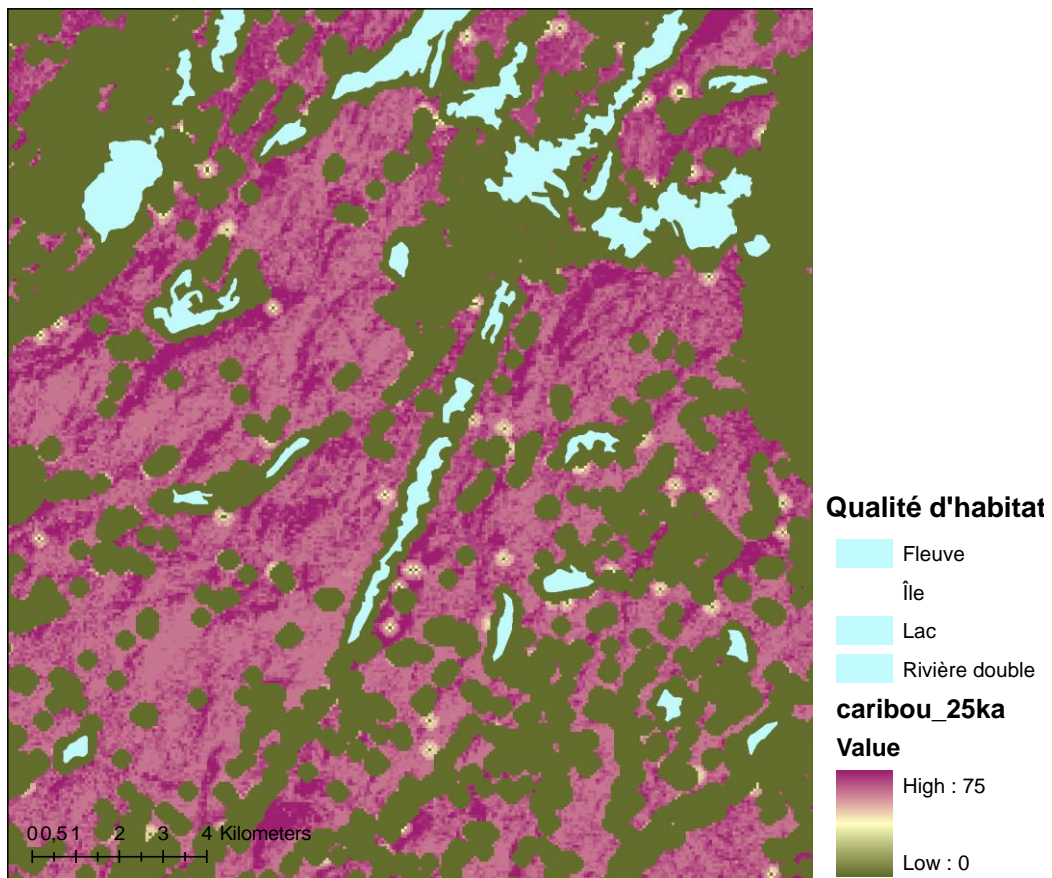 Qualité d'habitat
Fleuve
Île
Lac
Rivière double
caribou_25ka
Value
High : 75
Low : 0
0 0,5 1 2 3 4 Kilometers